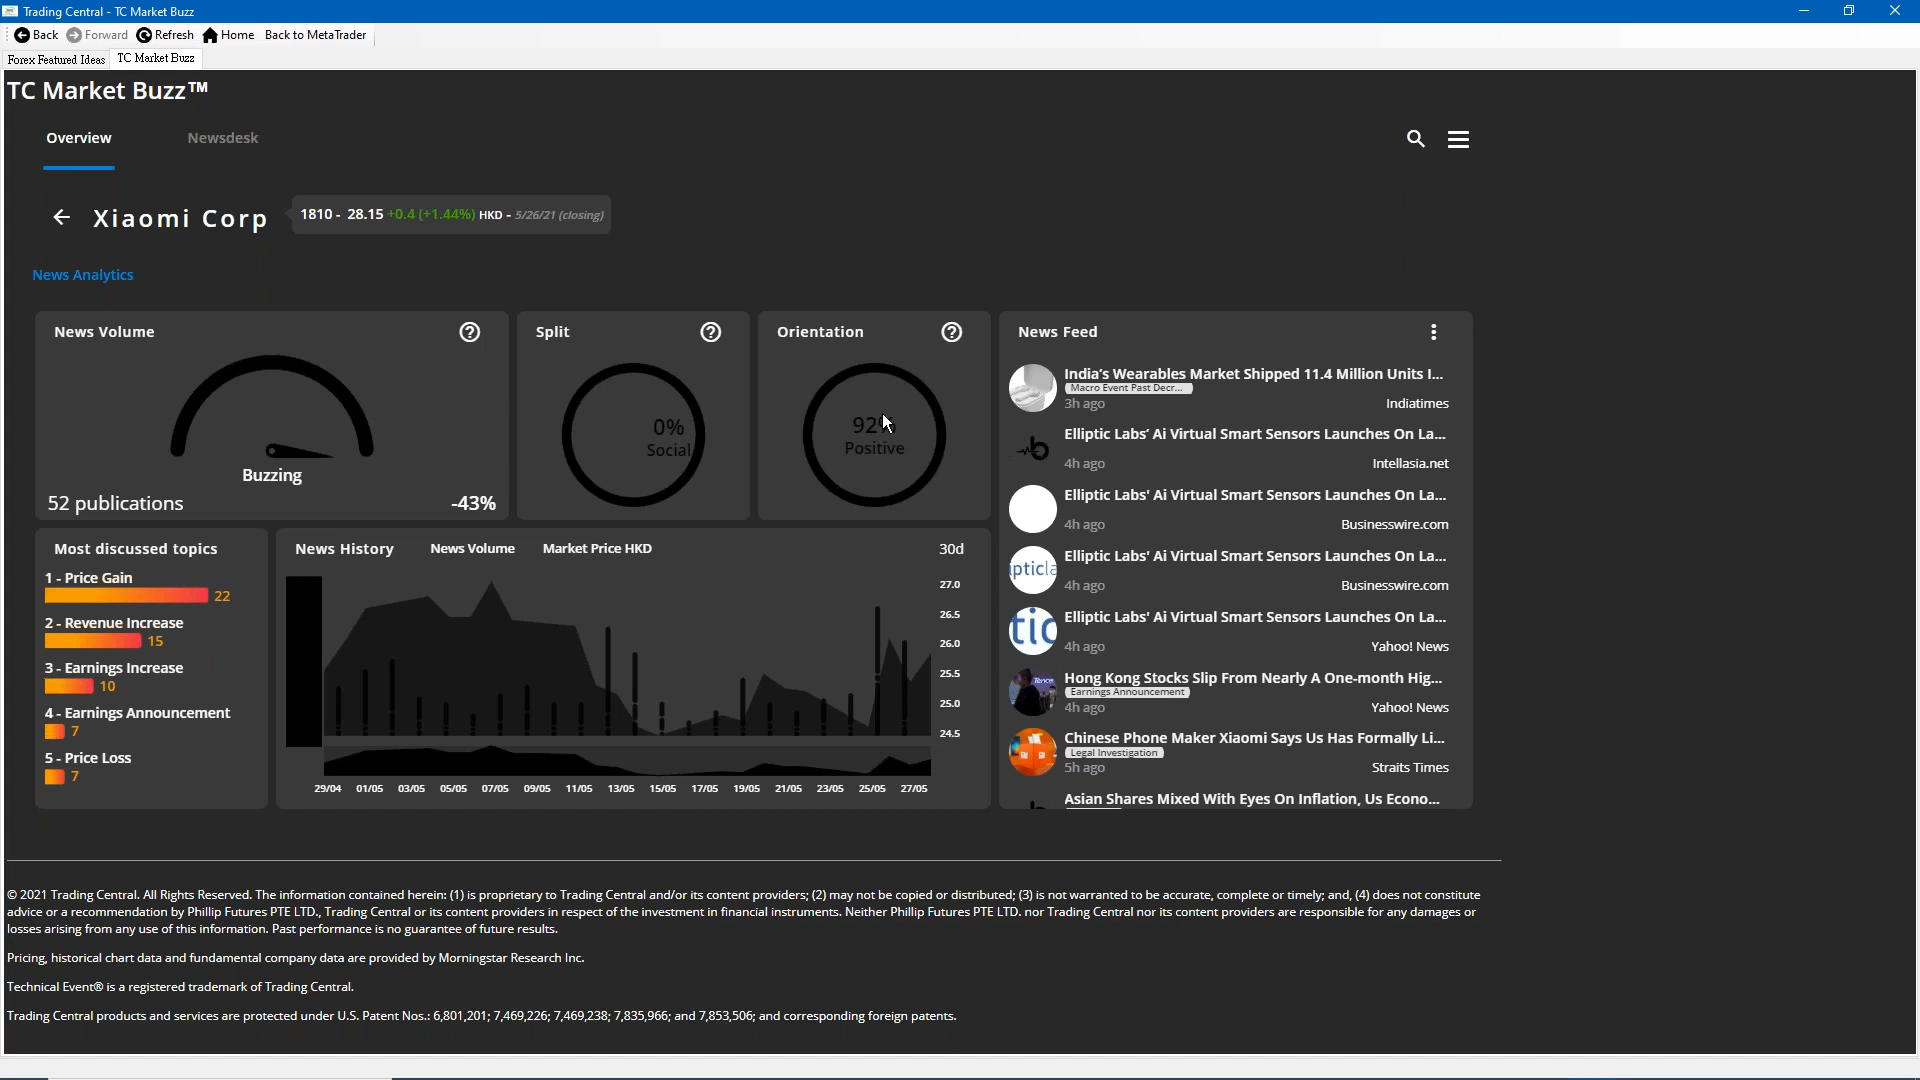 Trading Central - TC Market Buzz
Back Forward Refresh Home Back to MetaTrader
Forex Featured Ideas TC Market Buzz
TC Market Buzz™
Overview Newsdesk
Xiaomi Corp 1810 - 28.15 +0.4 (+1.44%) HKD - 5/26/21 (closing)
News Analytics
News Volume
Buzzing
52 publications -43%
Split
0%
Social
Orientation
Positive
Most discussed topics
1 - Price Gain
22
2 - Revenue Increase
15
3 - Earnings Increase
10
4 - Earnings Announcement
7
5 - Price Loss
7
News History News Volume Market Price HKD 30d
27.0
26.5
26.0
25.5
25.0
24.5
29/04 01/05 03/05 05/05 07/05 09/05 11/05 13/05 15/05 17/05 19/05 21/05 23/05 25/05 27/05
News Feed
India's Wearables Market Shipped 11.4 Million Units I...
Macro Event Past Decr...
3h ago Indiatimes
Elliptic Labs' Ai Virtual Smart Sensors Launches On La...
4h ago Intellasia.net
Elliptic Labs' Ai Virtual Smart Sensors Launches On La...
4h ago Businesswire.com
Elliptic Labs' Ai Virtual Smart Sensors Launches On La...
4h ago Businesswire.com
Elliptic Labs' Ai Virtual Smart Sensors Launches On La...
4h ago Yahoo! News
Hong Kong Stocks Slip From Nearly A One-month Hig...
Earnings Announcement
4h ago Yahoo! News
Chinese Phone Maker Xiaomi Says Us Has Formally Li...
Legal Investigation
5h ago Straits Times
Asian Shares Mixed With Eyes On Inflation, Us Econo...
© 2021 Trading Central. All Rights Reserved. The information contained herein: (1) is proprietary to Trading Central and/or its content providers; (2) may not be copied or distributed; (3) is not warranted to be accurate, complete or timely; and, (4) does not constitute
advice or a recommendation by Phillip Futures PTE LTD., Trading Central or its content providers in respect of the investment in financial instruments. Neither Phillip Futures PTE LTD. nor Trading Central nor its content providers are responsible for any damages or
losses arising from any use of this information. Past performance is no guarantee of future results.
Pricing, historical chart data and fundamental company data are provided by Morningstar Research Inc.
Technical Event® is a registered trademark of Trading Central.
Trading Central products and services are protected under U.S. Patent Nos.: 6,801,201; 7,469,226; 7,469,238; 7,835,966; and 7,853,506; and corresponding foreign patents.